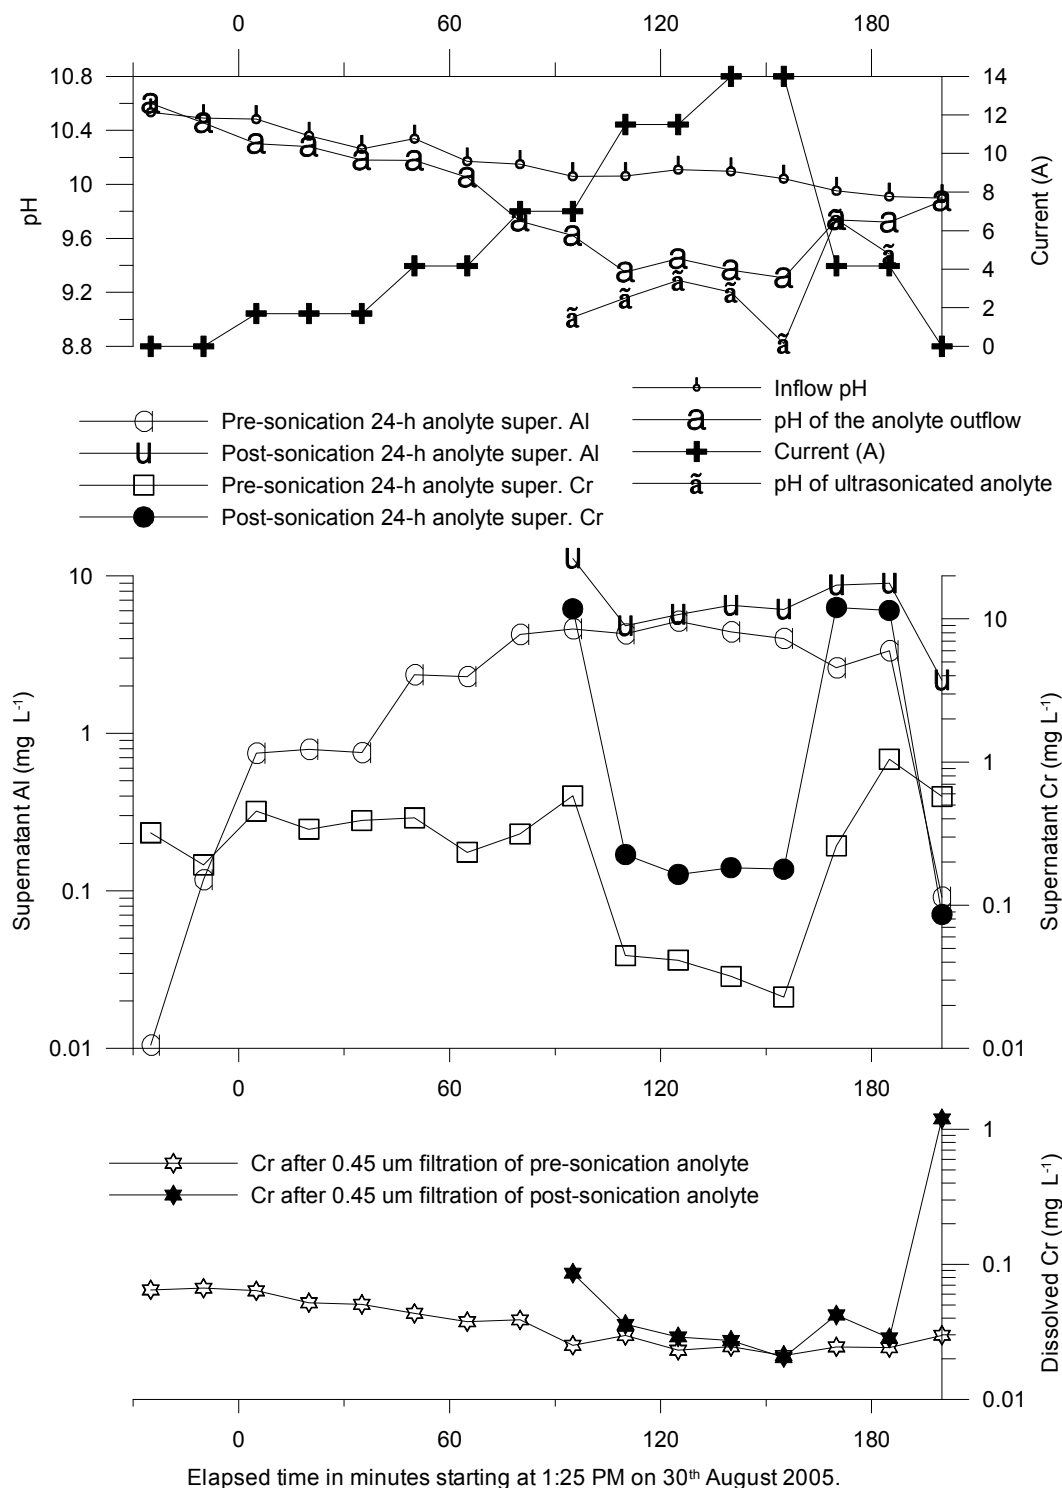 0 60 120 180
10.8
10.4
10
9.6
9.2
8.8
pH
14
12
10
8
6
4
2
0
Current (A)
Inflow pH
pH of the anolyte outflow
Current (A)
pH of ultrasonicated anolyte
Pre-sonication 24-h anolyte super. Al
Post-sonication 24-h anolyte super. Al
Pre-sonication 24-h anolyte super. Cr
Post-sonication 24-h anolyte super. Cr
10
1
0.1
0.01
Supernatant Al (mg L-1)
10
1
0.1
0.01
Supernatant Cr (mg L-1)
0 60 120 180
Cr after 0.45 um filtration of pre-sonication anolyte
Cr after 0.45 um filtration of post-sonication anolyte
1
0.1
0.01
Dissolved Cr (mg L-1)
0 60 120 180
Elapsed time in minutes starting at 1:25 PM on 30th August 2005.